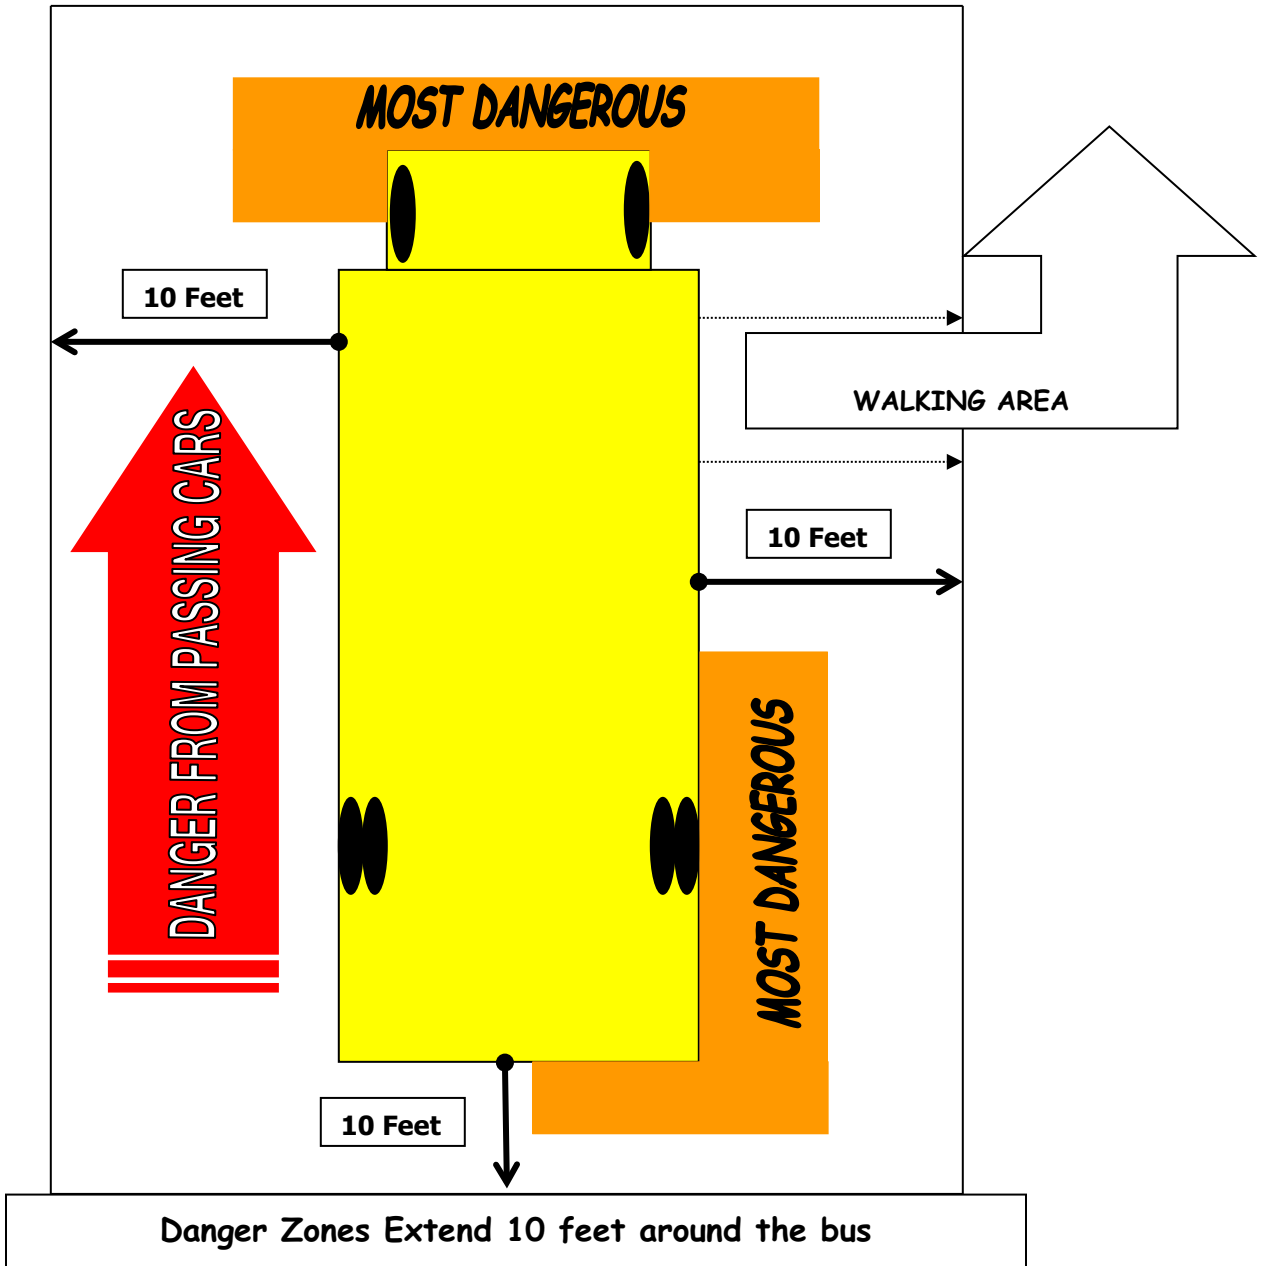 MOST DANGEROUS
10 Feet
DANGER FROM PASSING CARS
WALKING AREA
10 Feet
MOST DANGEROUS
10 Feet
Danger Zones Extend 10 feet around the bus